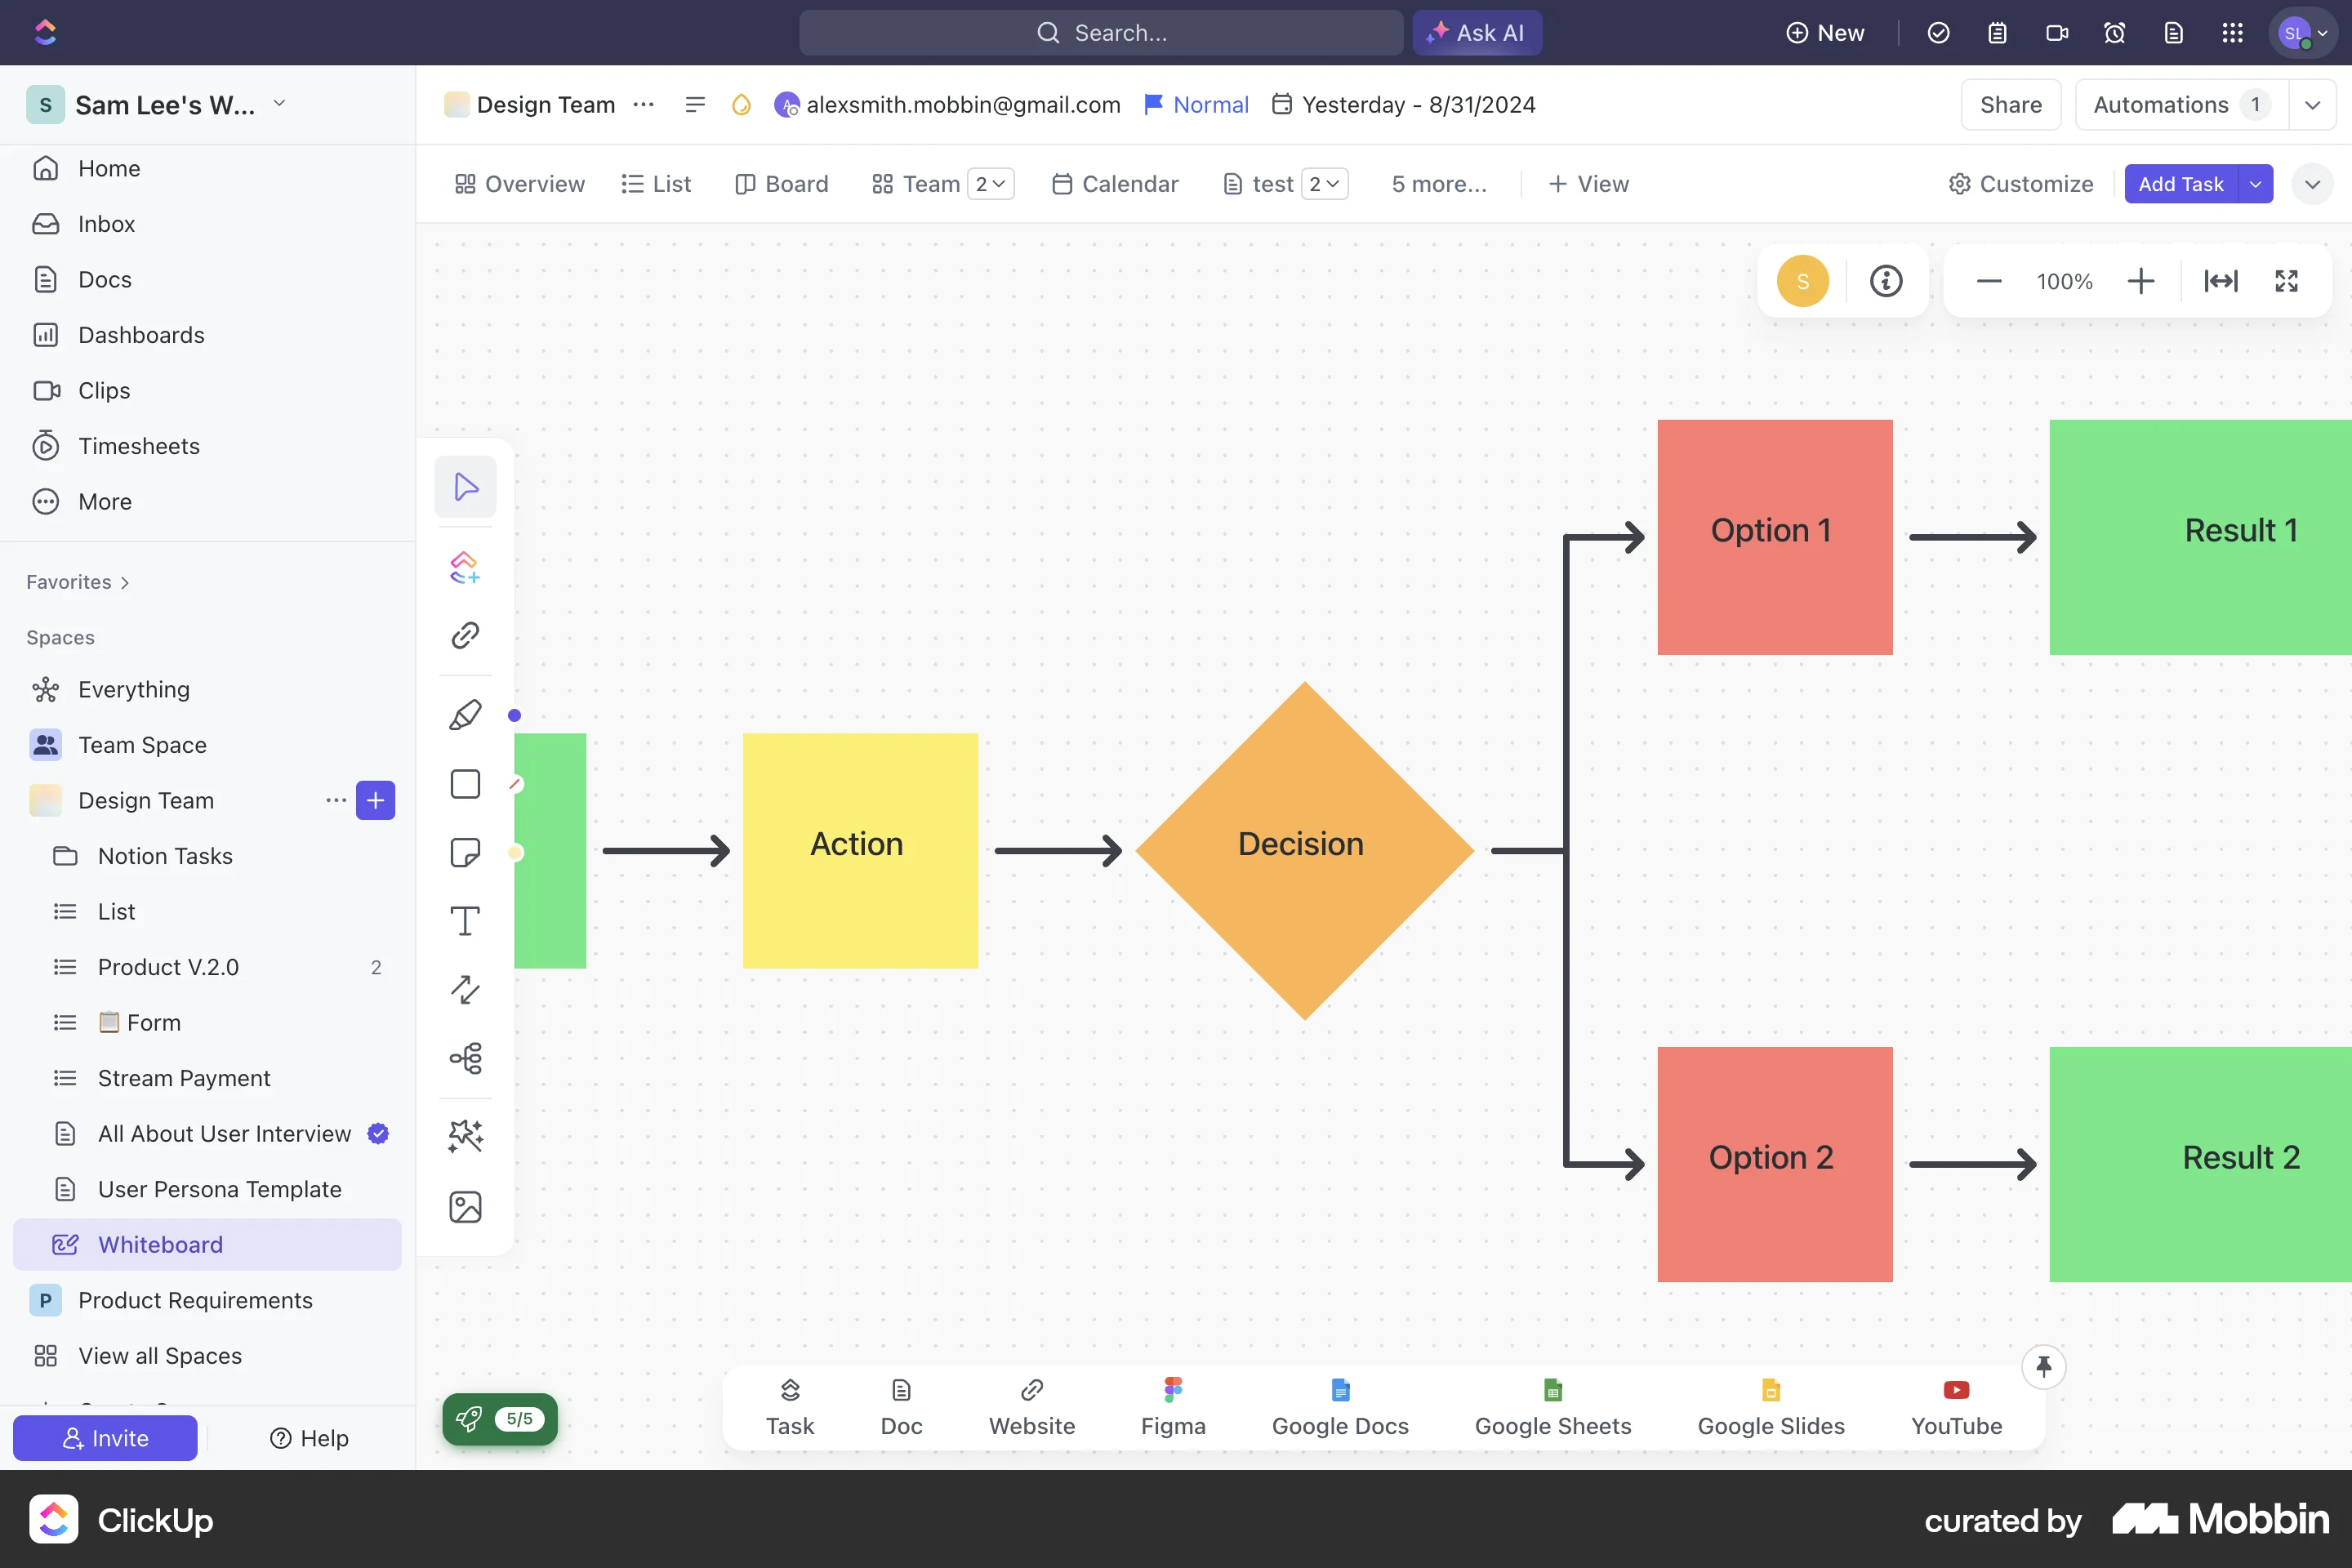 Search...
Ask AI
New
SL
S
Sam Lee's W...
Design Team
A
alexsmith.mobbin@gmail.com
Normal
Yesterday - 8/31/2024
Share
Automations 1
Home
Inbox
Docs
Dashboards
Clips
Timesheets
More
Favorites
Spaces
Everything
Team Space
Design Team
Notion Tasks
List
Product V.2.0 2
Form
Stream Payment
All About User Interview
User Persona Template
Whiteboard
P Product Requirements
View all Spaces
Invite
Help
Overview
List
Board
Team 2
Calendar
test 2
5 more...
View
Customize
Add Task
S
100%
Option 1
Result 1
Action
Decision
Option 2
Result 2
5/5
Task
Doc
Website
Figma
Google Docs
Google Sheets
Google Slides
YouTube
ClickUp
curated by Mobbin